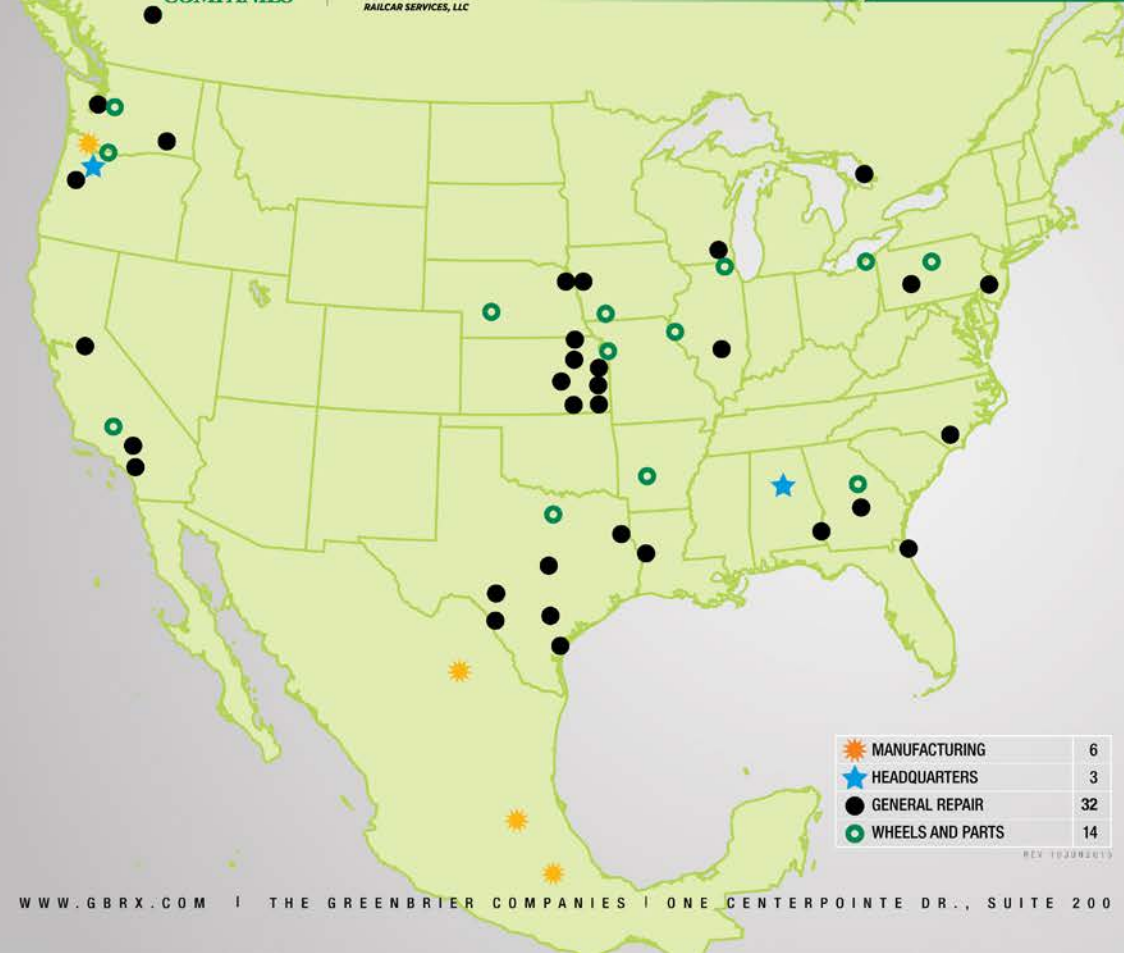 COMPANIES
RAILCAR SERVICES, LLC
MANUFACTURING 6
HEADQUARTERS 3
GENERAL REPAIR 32
WHEELS AND PARTS 14
WWW.GBRX.COM | THE GREENBRIER COMPANIES | ONE CENTERPOINTE DR., SUITE 200